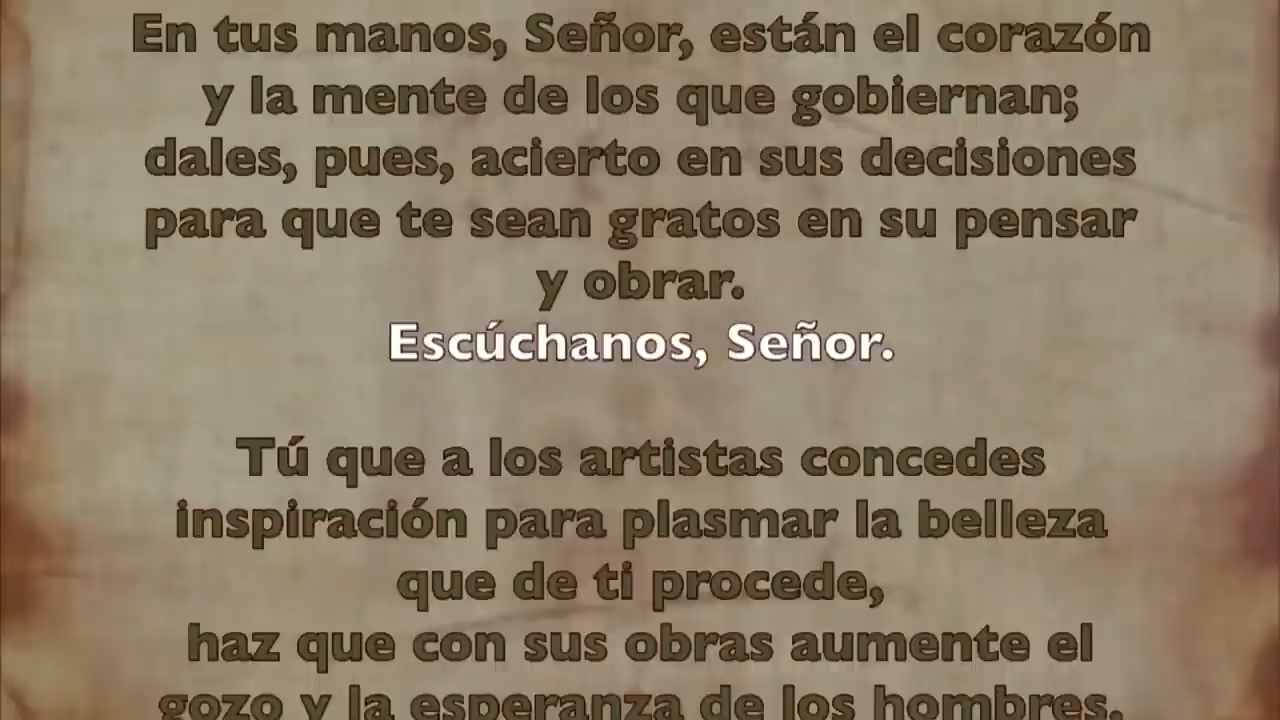 En tus manos, Señor, están el corazón
y la mente de los que gobiernan;
dales, pues, acierto en sus decisiones
para que te sean gratos en su pensar
y obrar.
Escúchanos, Señor.
Tú que a los artistas concedes
inspiración para plasmar la belleza
que de ti procede,
haz que con sus obras aumente el
gozo y la esperanza de los hombres.